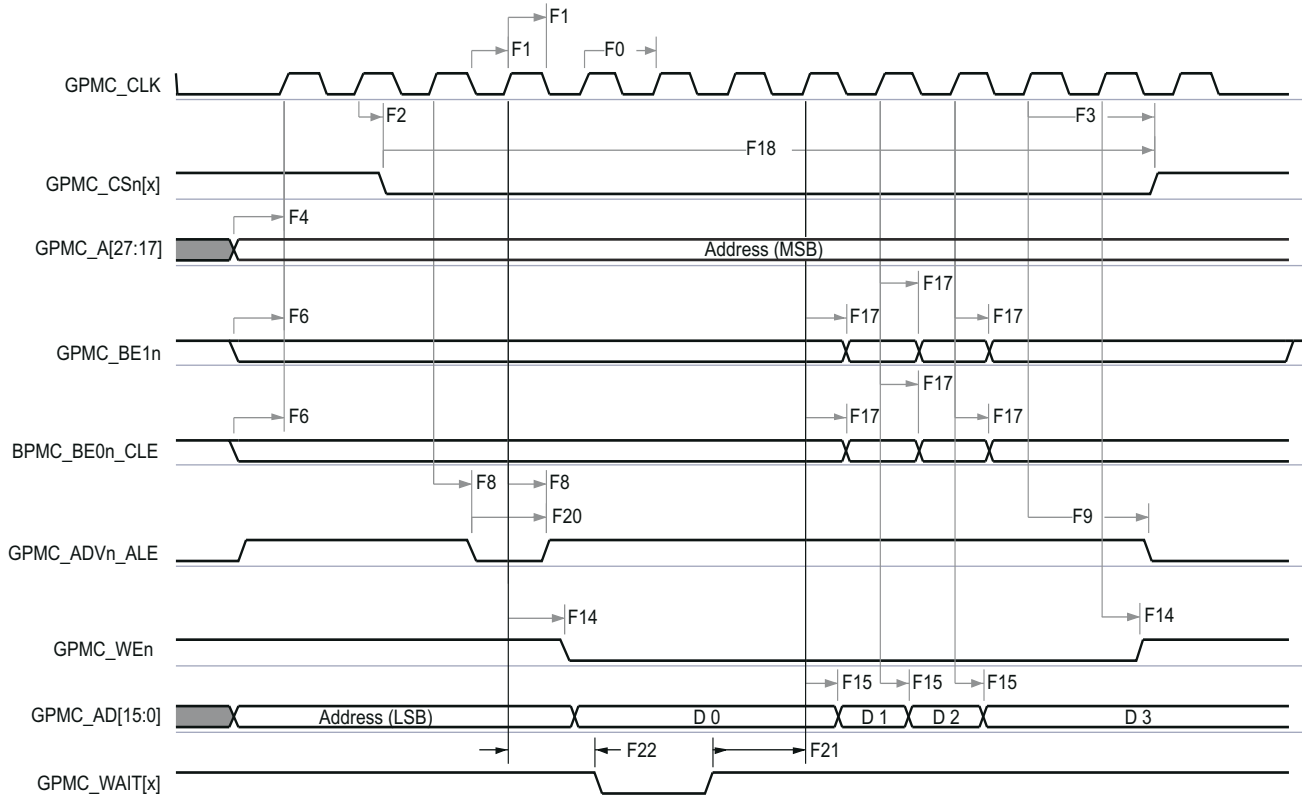 F1
F1 F0
GPMC_CLK
F2 F3
F18
GPMC_CSn[x]
F4
GPMC_A[27:17] Address (MSB)
F17
F6 F17 F17
GPMC_BE1n
F17
F6 F17 F17
BPMC_BE0n_CLE
F8 F8
F20 F9
GPMC_ADVn_ALE
F14 F14
GPMC_WEn
F15 F15 F15
GPMC_AD[15:0] Address (LSB) D 0 D 1 D 2 D 3
F22 F21
GPMC_WAIT[x]